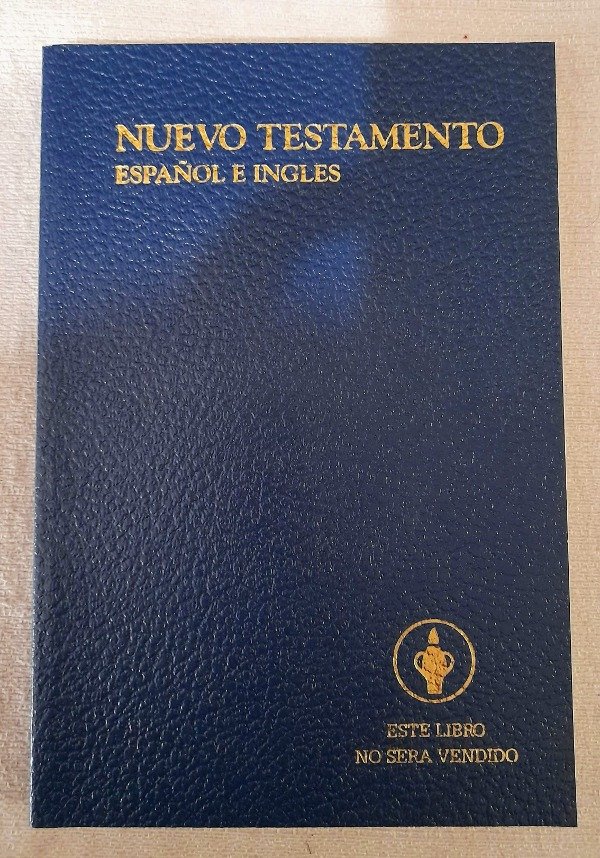 NUEVO TESTAMENTO
ESPAÑOL E INGLES
ESTE LIBRO
NO SERA VENDIDO